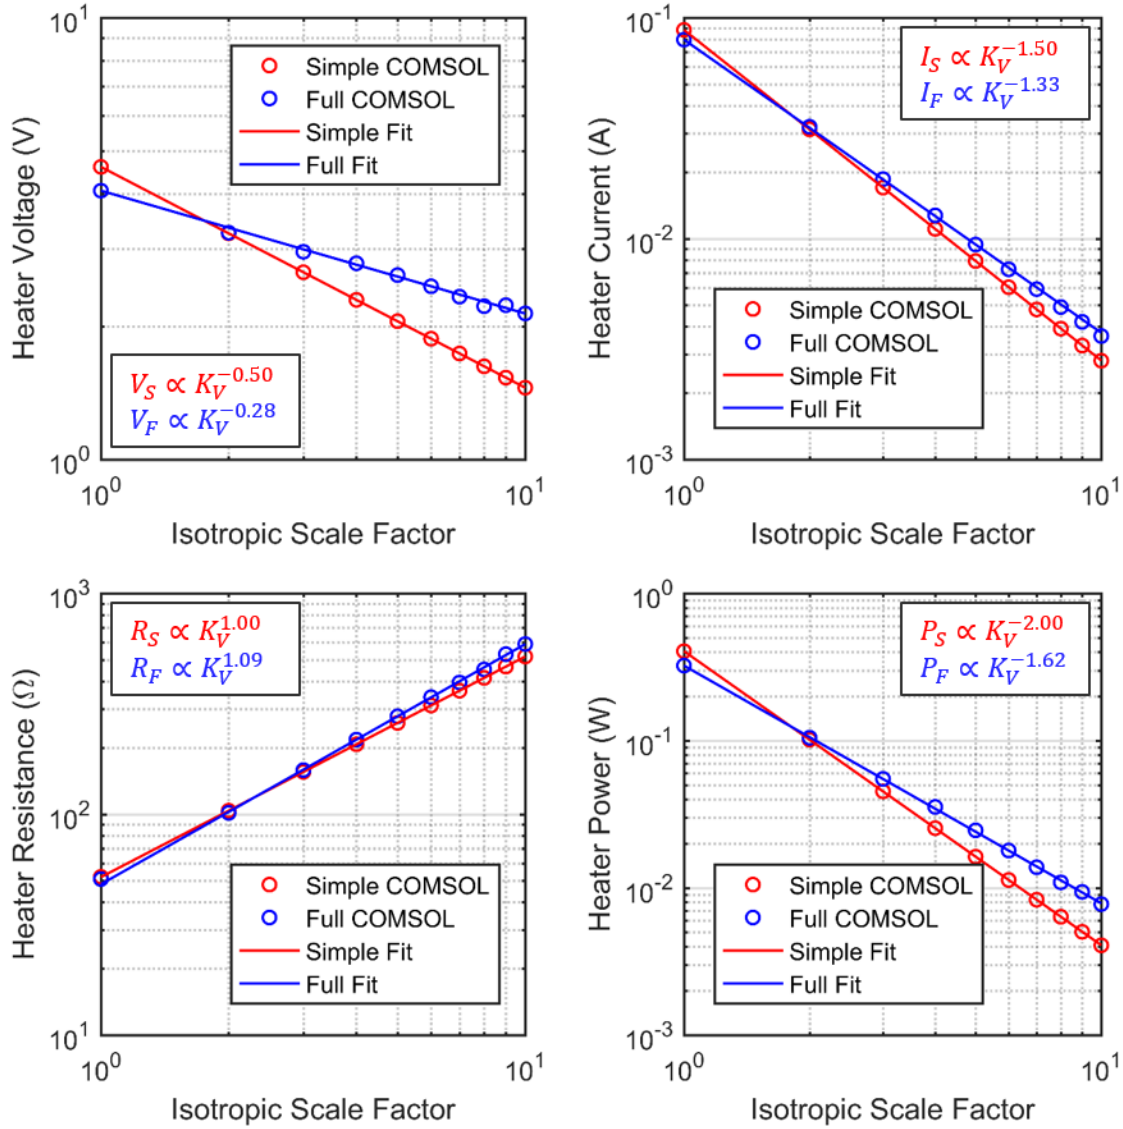 10^1
10^0
Heater Voltage (V)
Simple COMSOL
Full COMSOL
Simple Fit
Full Fit
V_S ∝ K_V^{-0.50}
V_F ∝ K_V^{-0.28}
10^0
10^1
Isotropic Scale Factor
10^{-1}
10^{-2}
10^{-3}
Heater Current (A)
I_S ∝ K_V^{-1.50}
I_F ∝ K_V^{-1.33}
Simple COMSOL
Full COMSOL
Simple Fit
Full Fit
10^0
10^1
Isotropic Scale Factor
10^3
10^2
10^1
Heater Resistance (Ω)
R_S ∝ K_V^{1.00}
R_F ∝ K_V^{1.09}
Simple COMSOL
Full COMSOL
Simple Fit
Full Fit
10^0
10^1
Isotropic Scale Factor
10^0
10^{-1}
10^{-2}
10^{-3}
Heater Power (W)
P_S ∝ K_V^{-2.00}
P_F ∝ K_V^{-1.62}
Simple COMSOL
Full COMSOL
Simple Fit
Full Fit
10^0
10^1
Isotropic Scale Factor